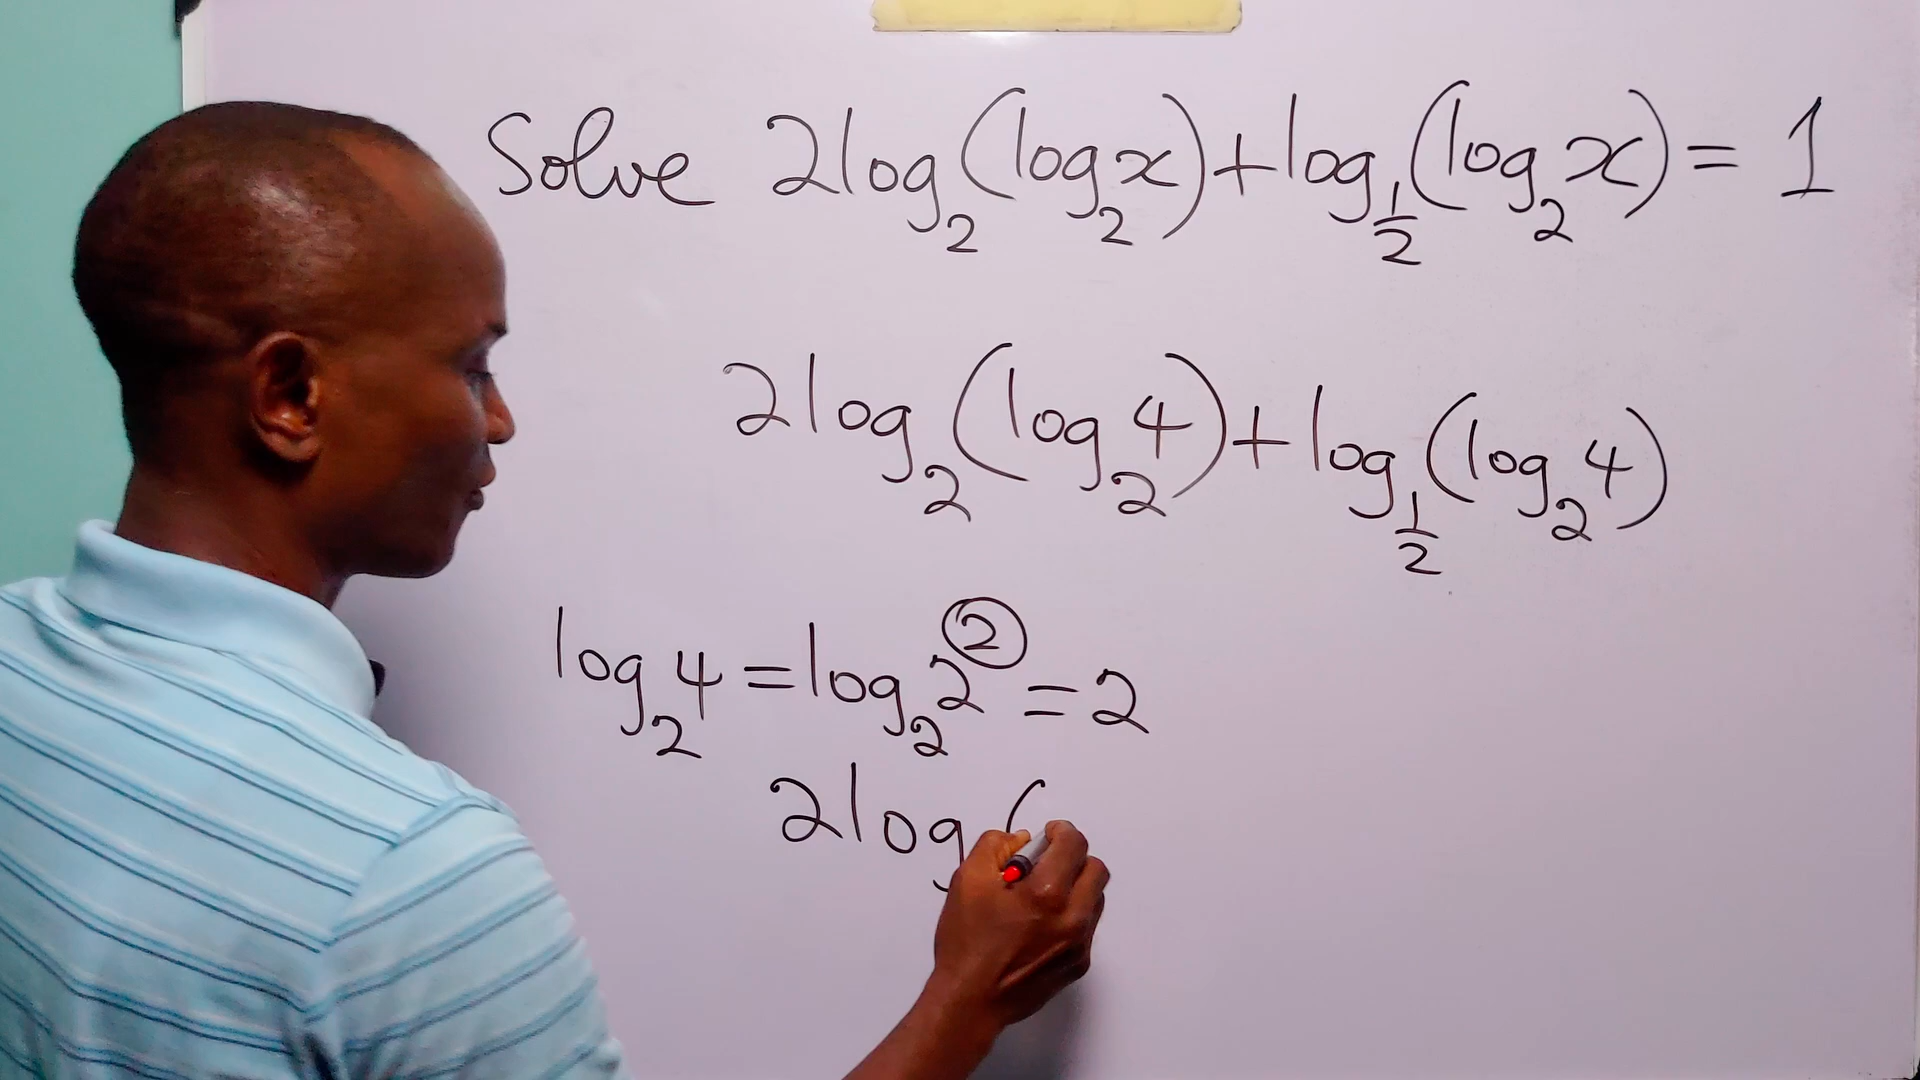 Solve 2log₂(log₂x)+log_½(log₂x)= 1
2log₂(log₂4)+log_½(log₂4)
log₂4=log₂2²=2
2log(